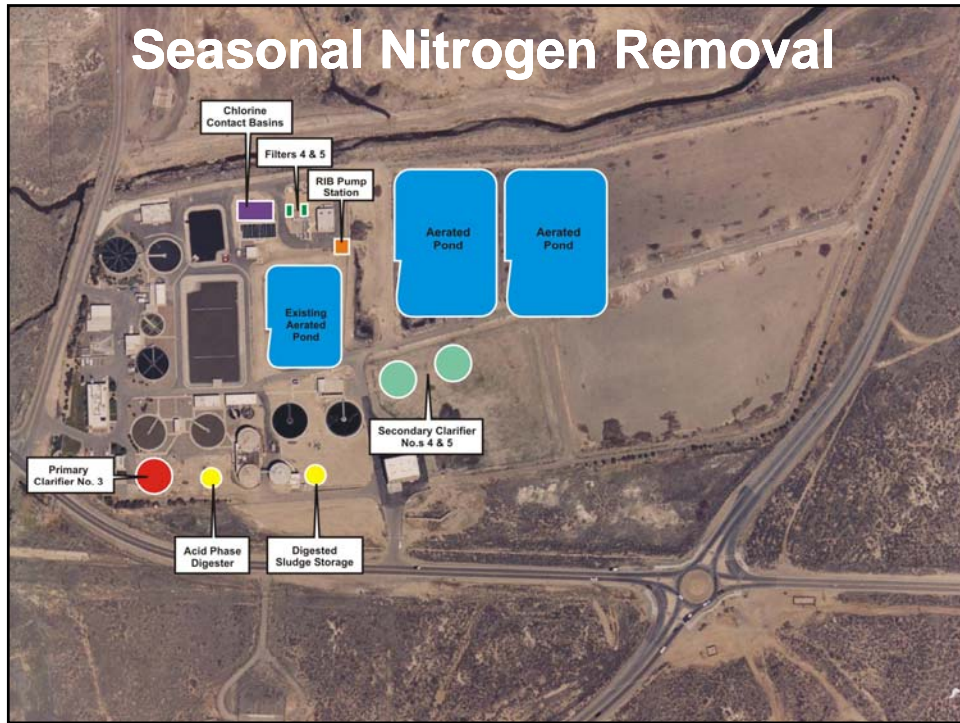 Seasonal Nitrogen Removal
Chlorine
Contact Basins
Filters 4 & 5
RIB Pump
Station
Aerated
Pond
Aerated
Pond
Existing
Aerated
Pond
Secondary Clarifier
No.s 4 & 5
Primary
Clarifier No. 3
Acid Phase
Digester
Digested
Sludge Storage